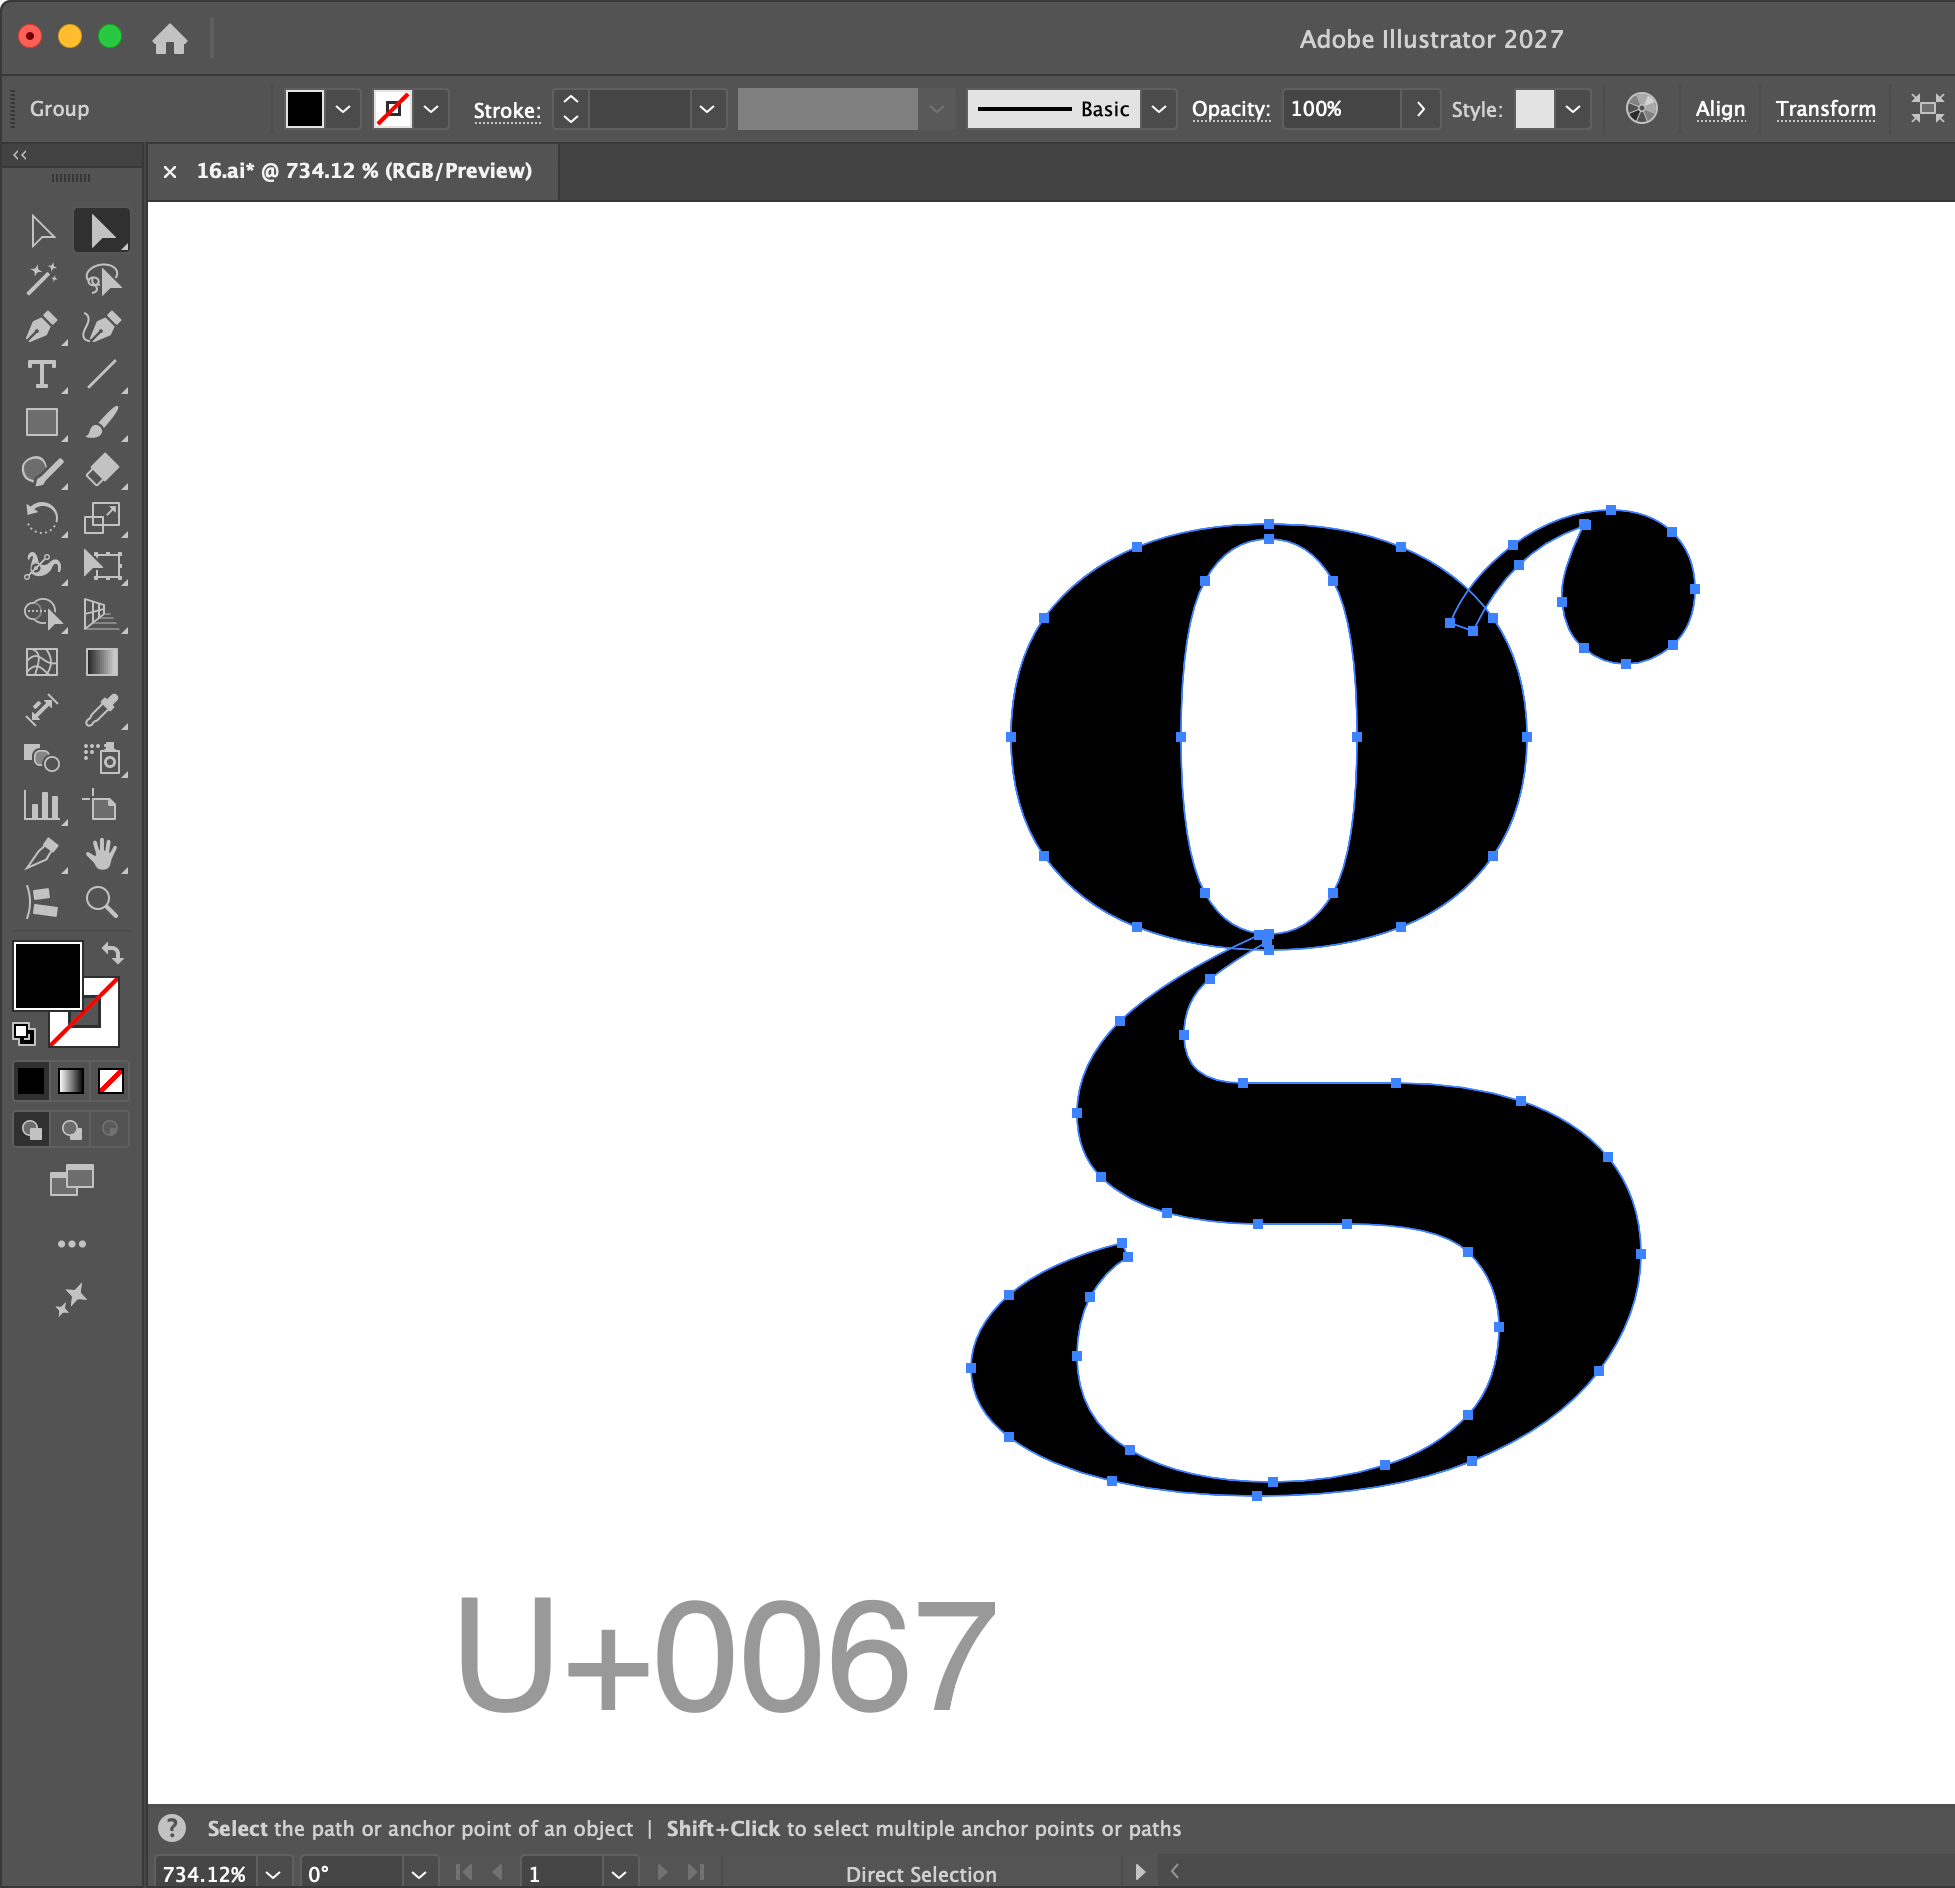 Adobe Illustrator 2027
Group Stroke: Basic Opacity: 100% Style: Align Transform
16.ai* @ 734.12 % (RGB/Preview)
g
U+0067
Select the path or anchor point of an object | Shift+Click to select multiple anchor points or paths
734.12% 0° 1 Direct Selection